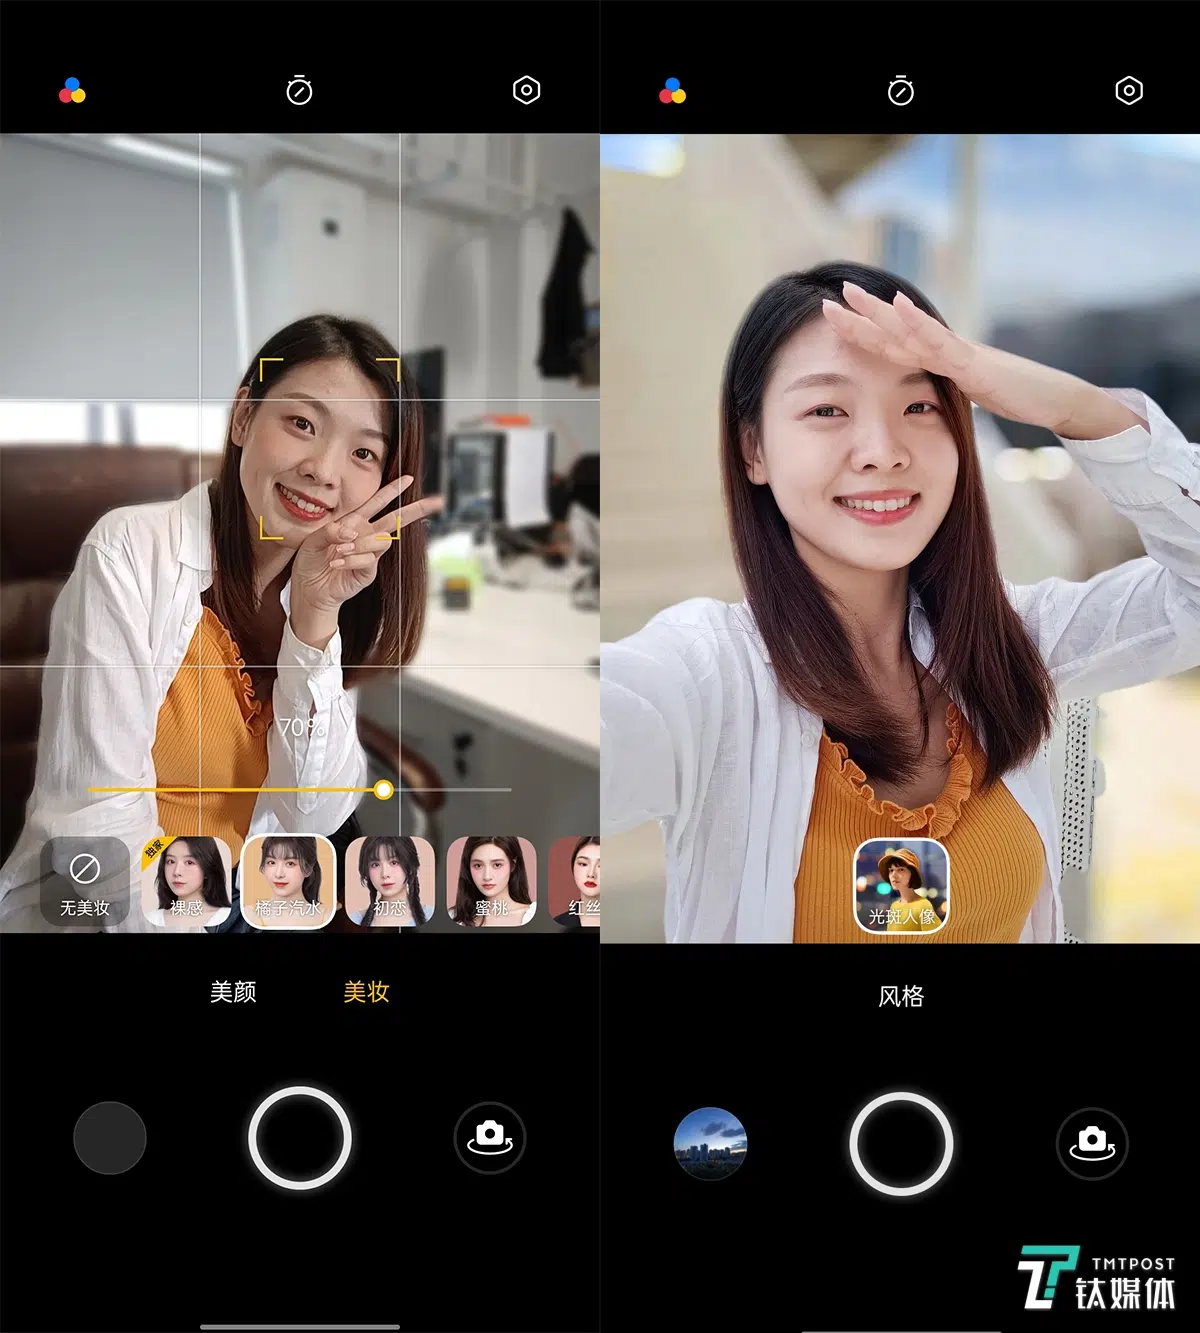 70%
独家
无美妆
裸感
橘子汽水
初恋
蜜桃
红丝
美颜
美妆
光斑人像
风格
TMTPOST
钛媒体